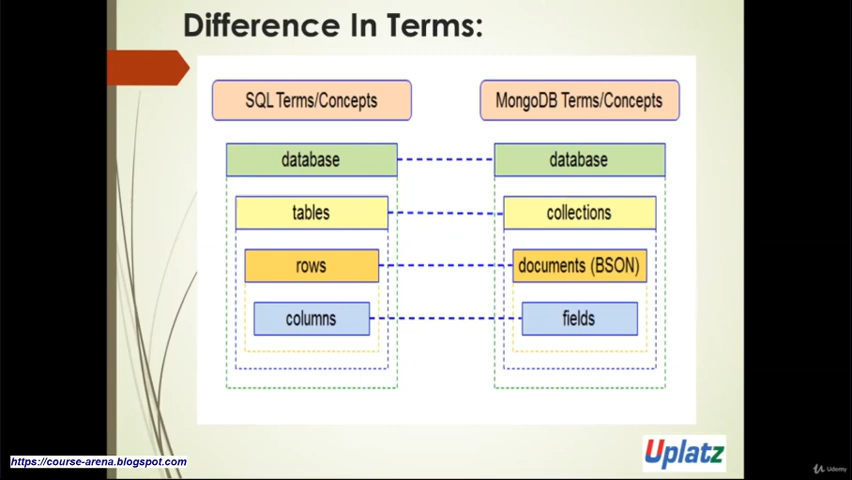 Difference In Terms:
SQL Terms/Concepts
MongoDB Terms/Concepts
database
database
tables
collections
rows
documents (BSON)
columns
fields
Uplatz
https://course-arena.blogspot.com
Udemy